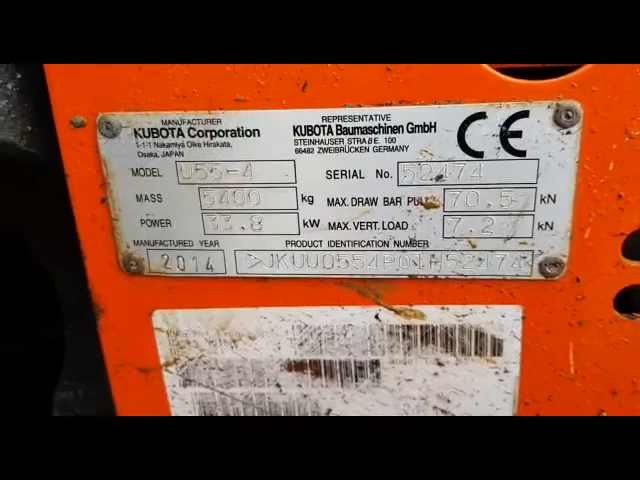 MANUFACTURER
KUBOTA Corporation
1-1-1 Nakamiya Oike Hirakata,
Osaka, JAPAN
REPRESENTATIVE
KUBOTA Baumaschinen GmbH
STEINHAUSER STRAßE 100
66482 ZWEIBRÜCKEN GERMANY
CE
MODEL U55-4
SERIAL No. 52474
MASS 5400 kg
MAX. DRAW BAR PULL 70.5 kN
POWER 33.8 kW
MAX. VERT. LOAD 7.2 kN
MANUFACTURED YEAR
2014
PRODUCT IDENTIFICATION NUMBER
>JKUU0554P01H52474<